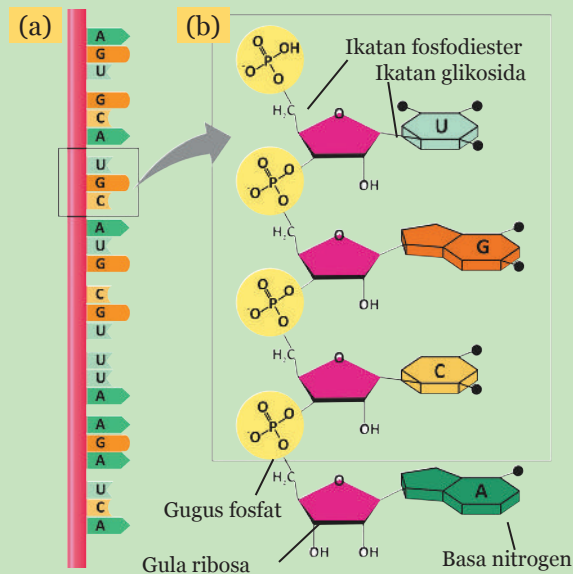 (a)
A
G
U
G
C
A
U
G
C
A
U
G
C
G
U
U
U
A
A
G
A
U
C
A
(b)
O
⁻O P OH
O
H₂C
Ikatan fosfodiester
Ikatan glikosida
O
U
OH
O
⁻O P O
O
H₂C
O
G
OH
O
⁻O P O
O
H₂C
O
C
OH
O
⁻O P O
O
H₂C
O
A
OH OH
Gugus fosfat
Gula ribosa
Basa nitrogen